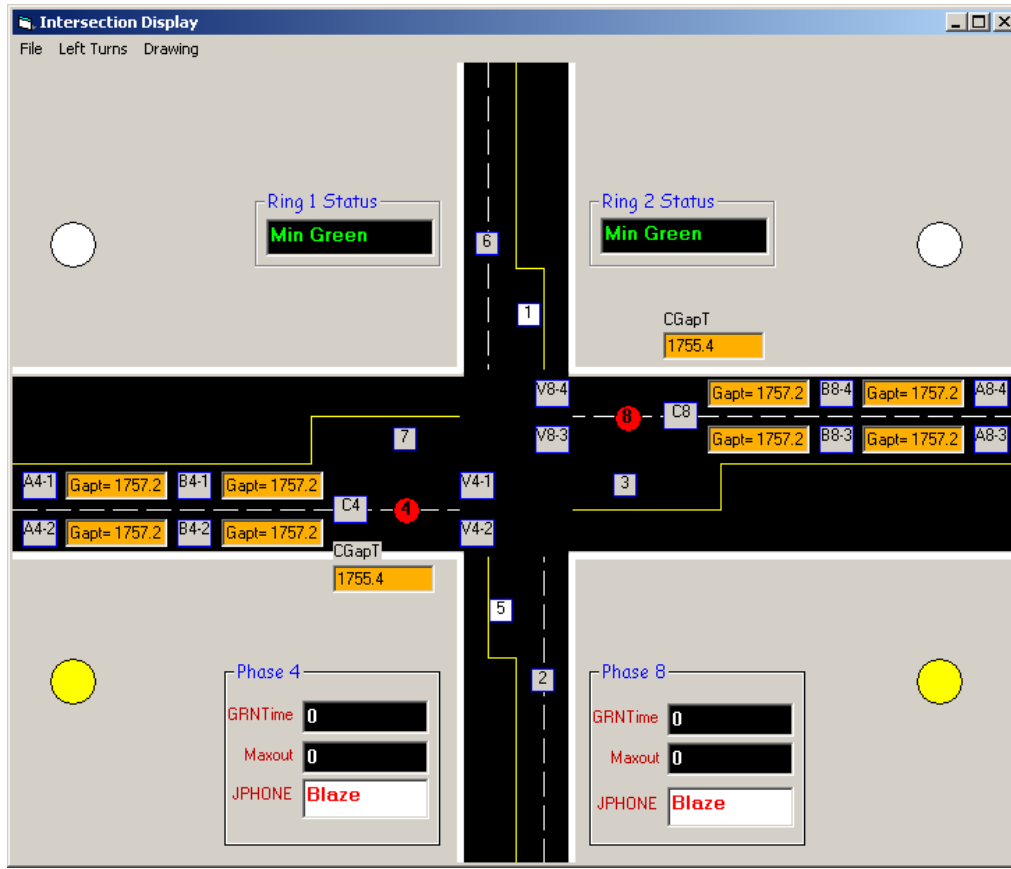 Intersection Display
File Left Turns Drawing
Ring 1 Status
Min Green
Ring 2 Status
Min Green
6
1
CGapT
1755.4
V8-4
8
C8
Gapt= 1757.2
B8-4
Gapt= 1757.2
A8-4
7
V8-3
Gapt= 1757.2
B8-3
Gapt= 1757.2
A8-3
A4-1
Gapt= 1757.2
B4-1
Gapt= 1757.2
V4-1
3
C4
4
A4-2
Gapt= 1757.2
B4-2
Gapt= 1757.2
V4-2
CGapT
1755.4
5
2
Phase 4
GRNTime 0
Maxout 0
JPHONE Blaze
Phase 8
GRNTime 0
Maxout 0
JPHONE Blaze